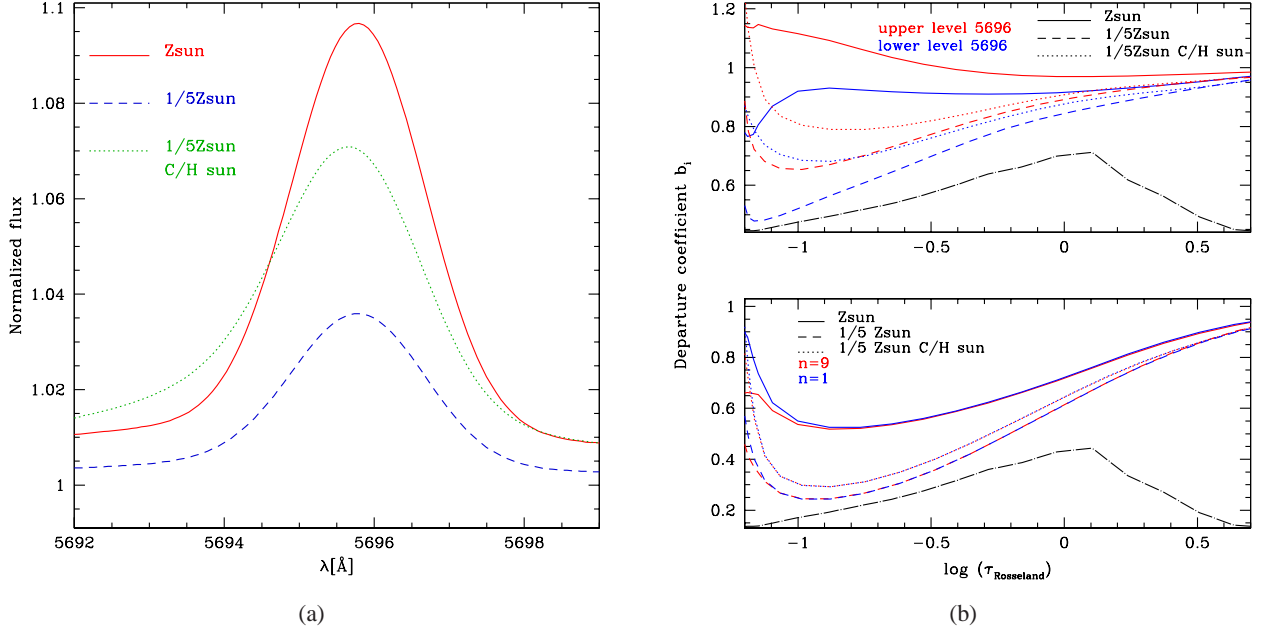 1.1
1.08
1.06
1.04
1.02
1
Normalized flux
Zsun
1/5Zsun
1/5Zsun
C/H sun
5692
5694
5696
5698
λ[Å]
(a)
Departure coefficient b_i
1.2
1
0.8
0.6
upper level 5696
lower level 5696
Zsun
1/5Zsun
1/5Zsun C/H sun
−1
−0.5
0
0.5
1
0.8
0.6
0.4
0.2
Zsun
1/5 Zsun
1/5 Zsun C/H sun
n=9
n=1
−1
−0.5
0
0.5
log (τ_Rosseland)
(b)